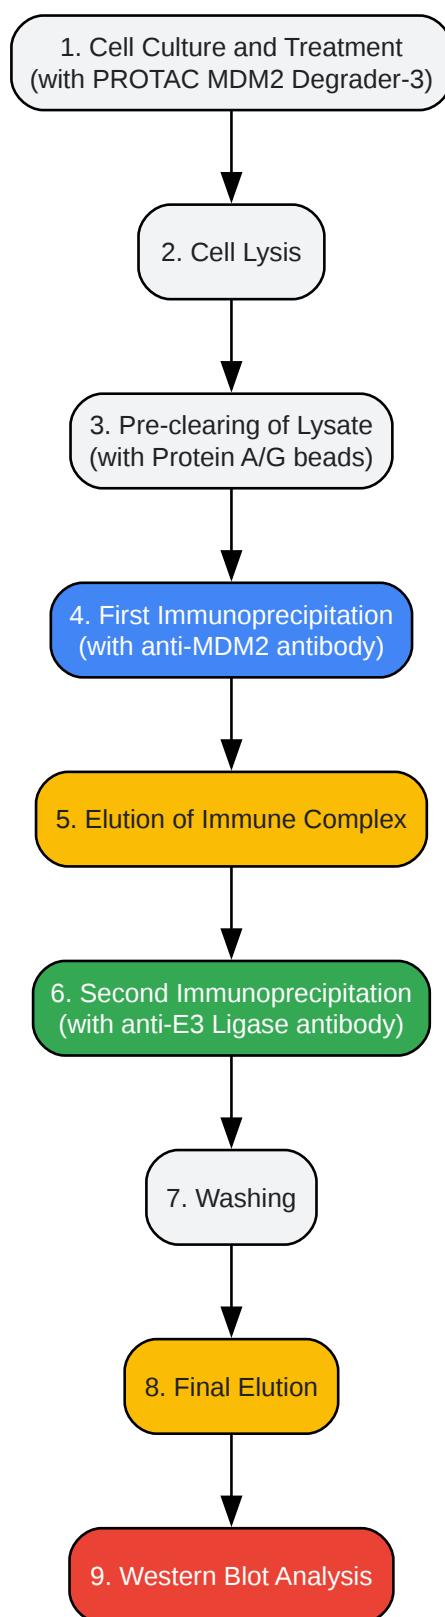 1. Cell Culture and Treatment
(with PROTAC MDM2 Degrader-3)
2. Cell Lysis
3. Pre-clearing of Lysate
(with Protein A/G beads)
4. First Immunoprecipitation
(with anti-MDM2 antibody)
5. Elution of Immune Complex
6. Second Immunoprecipitation
(with anti-E3 Ligase antibody)
7. Washing
8. Final Elution
9. Western Blot Analysis